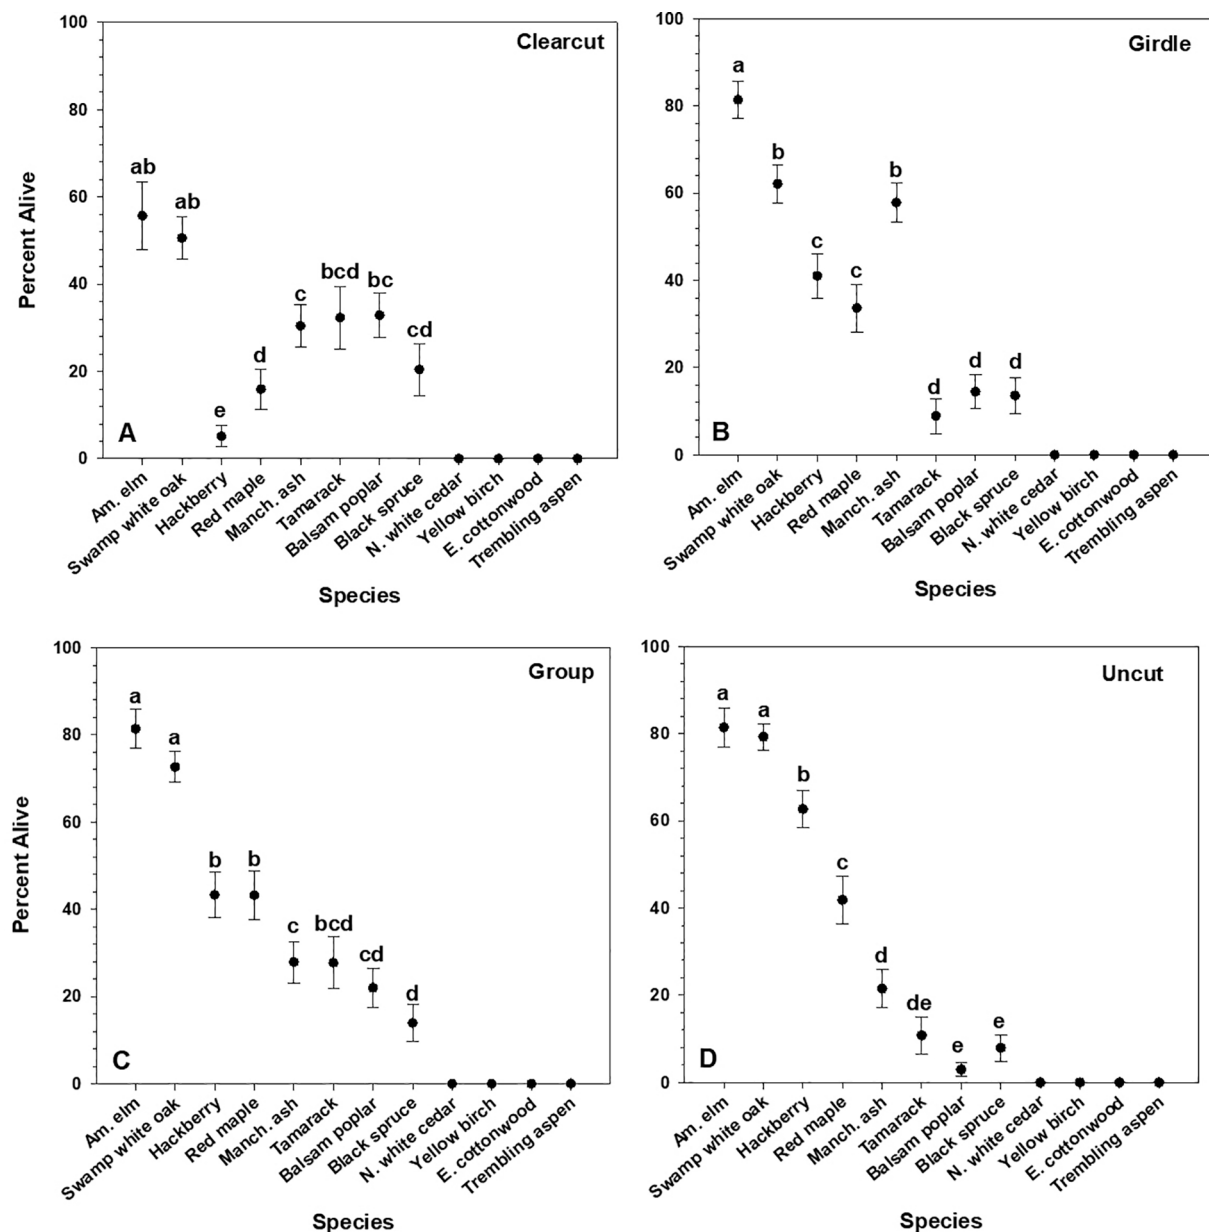 Clearcut
Percent Alive
100
80
60
40
20
0
ab
ab
e
d
c
bcd
bc
cd
A
Am. elm
Swamp white oak
Hackberry
Red maple
Manch. ash
Tamarack
Balsam poplar
Black spruce
N. white cedar
Yellow birch
E. cottonwood
Trembling aspen
Species
Girdle
100
80
60
40
20
0
a
b
c
c
b
d
d
d
B
Am. elm
Swamp white oak
Hackberry
Red maple
Manch. ash
Tamarack
Balsam poplar
Black spruce
N. white cedar
Yellow birch
E. cottonwood
Trembling aspen
Species
Group
Percent Alive
100
80
60
40
20
0
a
a
b
b
c
bcd
cd
d
C
Am. elm
Swamp white oak
Hackberry
Red maple
Manch. ash
Tamarack
Balsam poplar
Black spruce
N. white cedar
Yellow birch
E. cottonwood
Trembling aspen
Species
Uncut
100
80
60
40
20
0
a
a
b
c
d
de
e
e
D
Am. elm
Swamp white oak
Hackberry
Red maple
Manch. ash
Tamarack
Balsam poplar
Black spruce
N. white cedar
Yellow birch
E. cottonwood
Trembling aspen
Species